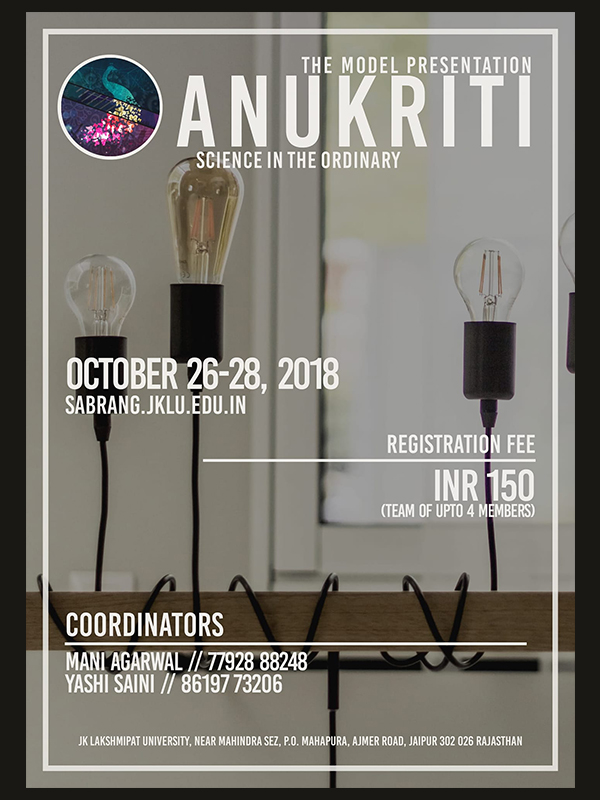 THE MODEL PRESENTATION
ANUKRITI
SCIENCE IN THE ORDINARY
OCTOBER 26-28, 2018
SABRANG.JKLU.EDU.IN
REGISTRATION FEE
INR 150
(TEAM OF UPTO 4 MEMBERS)
COORDINATORS
MANI AGARWAL // 77928 88248
YASHI SAINI // 86197 73206
JK LAKSHMIPAT UNIVERSITY, NEAR MAHINDRA SEZ, P.O. MAHAPURA, AJMER ROAD, JAIPUR 302 026 RAJASTHAN